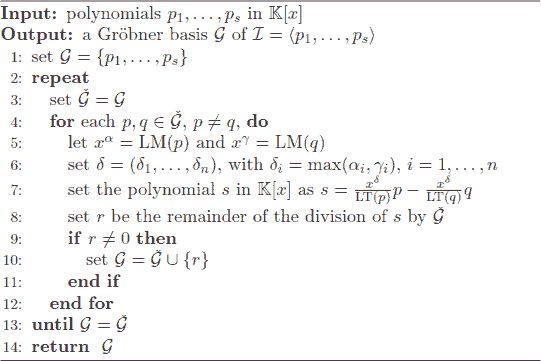 Input: polynomials p₁, . . . , pₛ in 𝕂[x]
Output: a Gröbner basis 𝒢 of ℐ = ⟨p₁, . . . , pₛ⟩
1: set 𝒢 = {p₁, . . . , pₛ}
2: repeat
3: set 𝒢̌ = 𝒢
4: for each p, q ∈ 𝒢̌, p ≠ q, do
5: let x^α = LM(p) and x^γ = LM(q)
6: set δ = (δ₁, . . . , δₙ), with δᵢ = max(αᵢ, γᵢ), i = 1, . . . , n
7: set the polynomial s in 𝕂[x] as s = \frac{x^δ}{LT(p)}p − \frac{x^δ}{LT(q)}q
8: set r be the remainder of the division of s by 𝒢̌
9: if r ≠ 0 then
10: set 𝒢 = 𝒢̌ ∪ {r}
11: end if
12: end for
13: until 𝒢 = 𝒢̌
14: return 𝒢